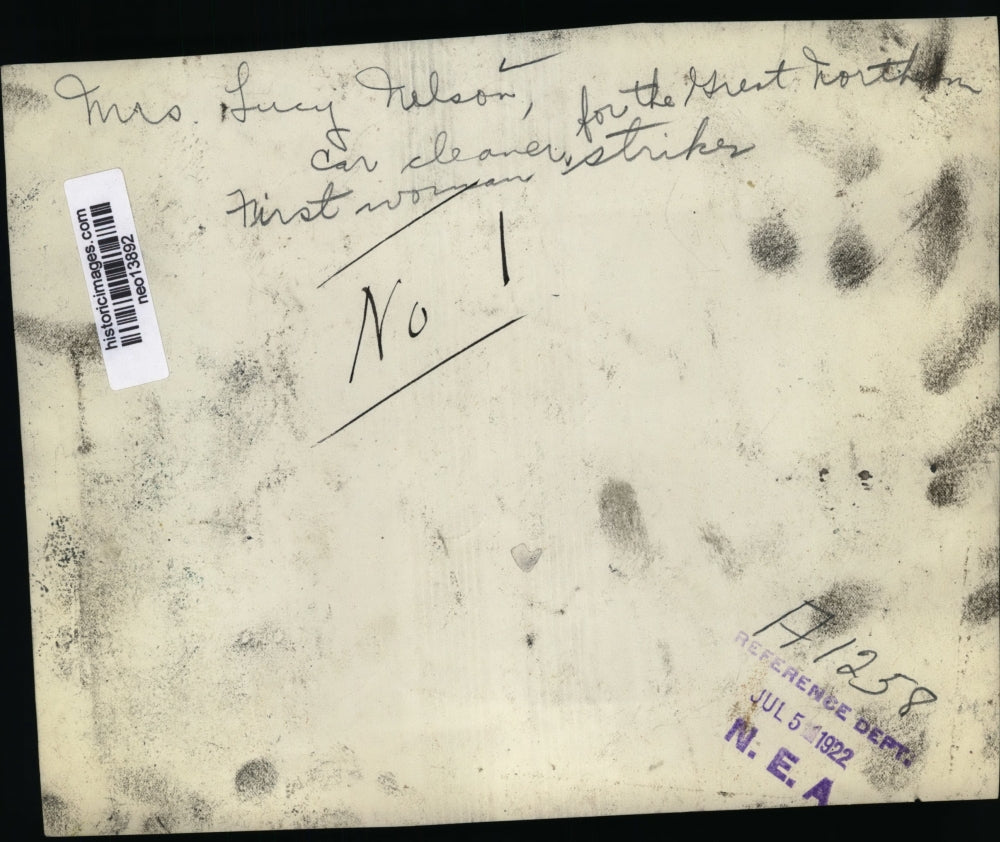 Mrs. Lucy Nelson,
car cleaner, for the Great Northern
First woman striker
No 1
historicimages.com
neo13892
A1258
REFERENCE DEPT.
JUL 5 1922
N. E. A